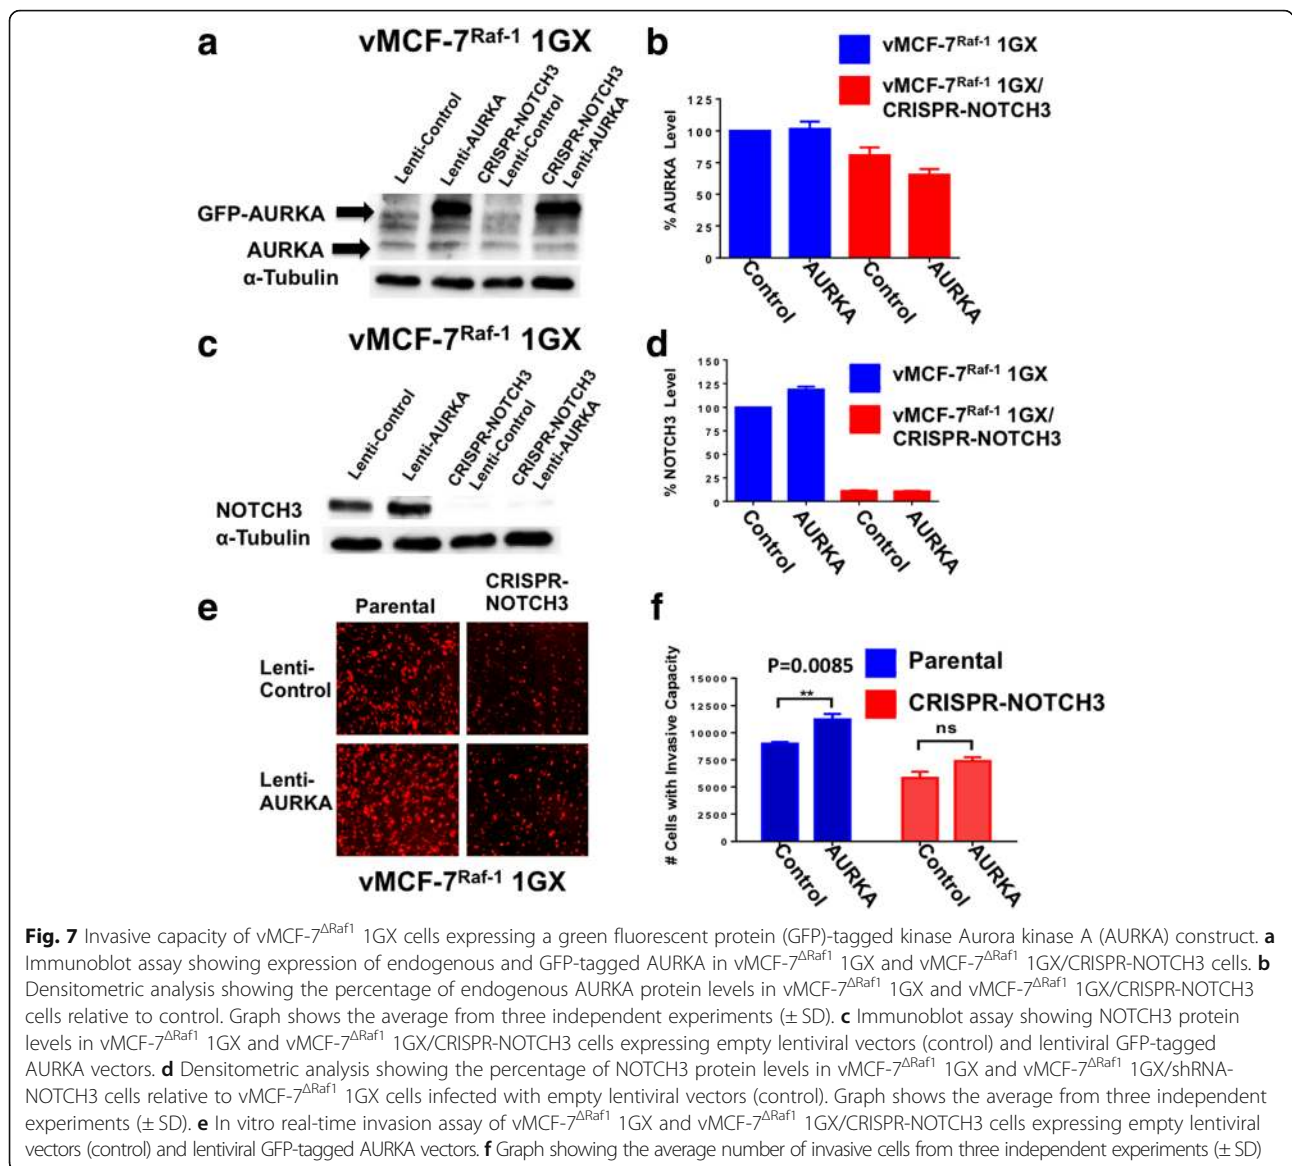 a
vMCF-7Raf-1 1GX
Lenti-Control
Lenti-AURKA
CRISPR-NOTCH3
Lenti-Control
CRISPR-NOTCH3
Lenti-AURKA
GFP-AURKA
AURKA
α-Tubulin
b
vMCF-7Raf-1 1GX
vMCF-7Raf-1 1GX/
CRISPR-NOTCH3
% AURKA Level
125
100
75
50
25
0
Control
AURKA
Control
AURKA
c
vMCF-7Raf-1 1GX
Lenti-Control
Lenti-AURKA
CRISPR-NOTCH3
Lenti-Control
CRISPR-NOTCH3
Lenti-AURKA
NOTCH3
α-Tubulin
d
vMCF-7Raf-1 1GX
vMCF-7Raf-1 1GX/
CRISPR-NOTCH3
% NOTCH3 Level
150
125
100
75
50
25
0
Control
AURKA
Control
AURKA
e
Parental
CRISPR-
NOTCH3
Lenti-
Control
Lenti-
AURKA
vMCF-7Raf-1 1GX
f
Parental
CRISPR-NOTCH3
P=0.0085
**
ns
# Cells with Invasive Capacity
15000
12500
10000
7500
5000
2500
0
Control
AURKA
Control
AURKA
Fig. 7 Invasive capacity of vMCF-7ΔRaf1 1GX cells expressing a green fluorescent protein (GFP)-tagged kinase Aurora kinase A (AURKA) construct. a
Immunoblot assay showing expression of endogenous and GFP-tagged AURKA in vMCF-7ΔRaf1 1GX and vMCF-7ΔRaf1 1GX/CRISPR-NOTCH3 cells. b
Densitometric analysis showing the percentage of endogenous AURKA protein levels in vMCF-7ΔRaf1 1GX and vMCF-7ΔRaf1 1GX/CRISPR-NOTCH3
cells relative to control. Graph shows the average from three independent experiments (± SD). c Immunoblot assay showing NOTCH3 protein
levels in vMCF-7ΔRaf1 1GX and vMCF-7ΔRaf1 1GX/CRISPR-NOTCH3 cells expressing empty lentiviral vectors (control) and lentiviral GFP-tagged
AURKA vectors. d Densitometric analysis showing the percentage of NOTCH3 protein levels in vMCF-7ΔRaf1 1GX and vMCF-7ΔRaf1 1GX/shRNA-
NOTCH3 cells relative to vMCF-7ΔRaf1 1GX cells infected with empty lentiviral vectors (control). Graph shows the average from three independent
experiments (± SD). e In vitro real-time invasion assay of vMCF-7ΔRaf1 1GX and vMCF-7ΔRaf1 1GX/CRISPR-NOTCH3 cells expressing empty lentiviral
vectors (control) and lentiviral GFP-tagged AURKA vectors. f Graph showing the average number of invasive cells from three independent experiments (± SD)